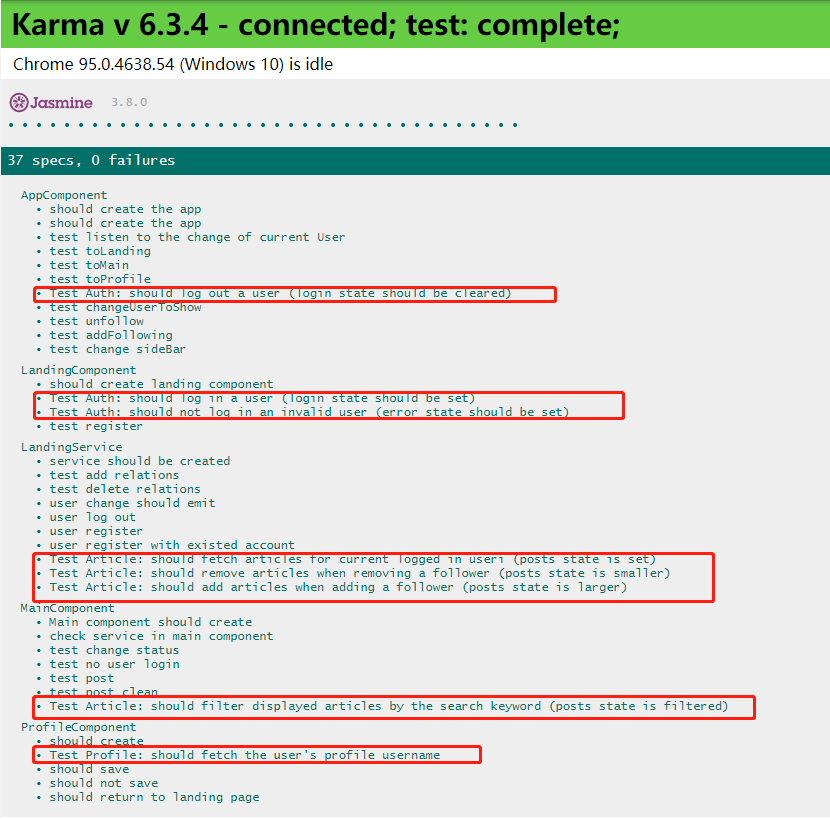 Karma v 6.3.4 - connected; test: complete;
Chrome 95.0.4638.54 (Windows 10) is idle
Jasmine 3.8.0
• • • • • • • • • • • • • • • • • • • • • • • • • • • • • • • • • • • • •
37 specs, 0 failures
AppComponent
• should create the app
• should create the app
• test listen to the change of current User
• test toLanding
• test toMain
• test toProfile
• Test Auth: should log out a user (login state should be cleared)
• test changeUserToShow
• test unfollow
• test addFollowing
• test change sideBar
LandingComponent
• should create landing component
• Test Auth: should log in a user (login state should be set)
• Test Auth: should not log in an invalid user (error state should be set)
• test register
LandingService
• service should be created
• test add relations
• test delete relations
• user change should emit
• user log out
• user register
• user register with existed account
• Test Article: should fetch articles for current logged in useri (posts state is set)
• Test Article: should remove articles when removing a follower (posts state is smaller)
• Test Article: should add articles when adding a follower (posts state is larger)
MainComponent
• Main component should create
• check service in main component
• test change status
• test no user login
• test post
• test post clean
• Test Article: should filter displayed articles by the search keyword (posts state is filtered)
ProfileComponent
• should create
• Test Profile: should fetch the user's profile username
• should save
• should not save
• should return to landing page